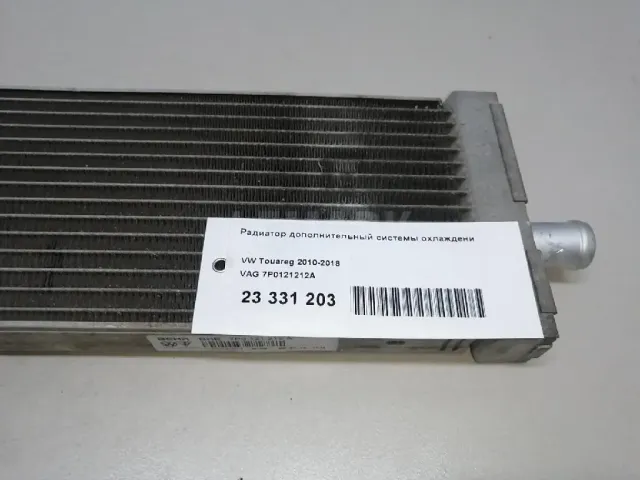 Радиатор дополнительный системы охлаждени
VW Touareg 2010-2018
VAG 7P0121212A
23 331 203